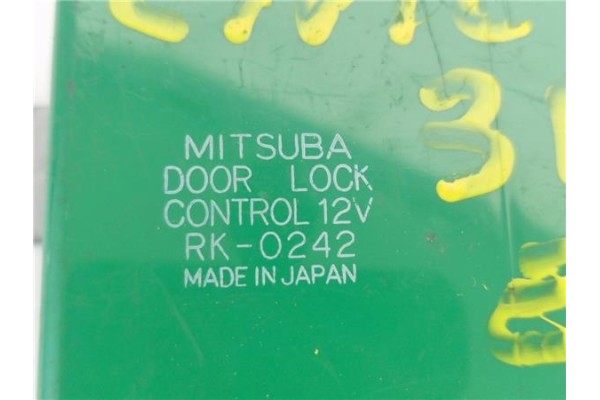 MITSUBA
DOOR LOCK
CONTROL 12V
RK-0242
MADE IN JAPAN